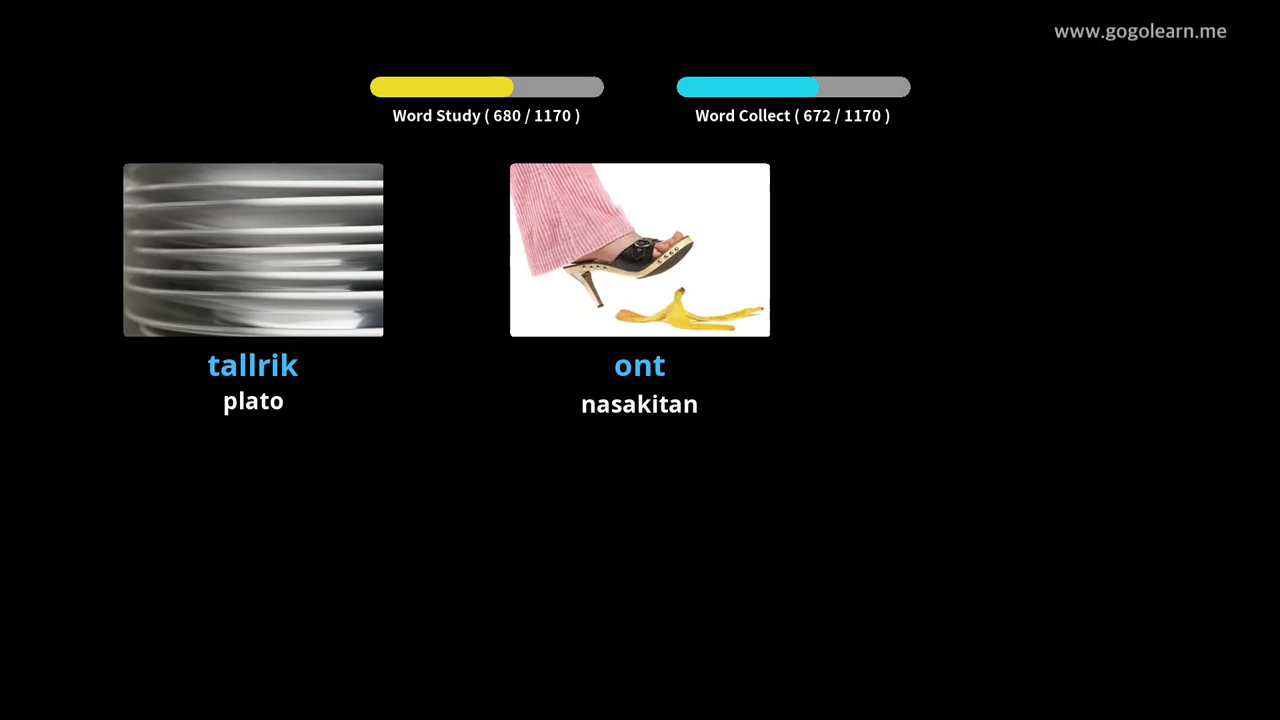 www.gogolearn.me
Word Study ( 680 / 1170 )
Word Collect ( 672 / 1170 )
tallrik
plato
ont
nasakitan